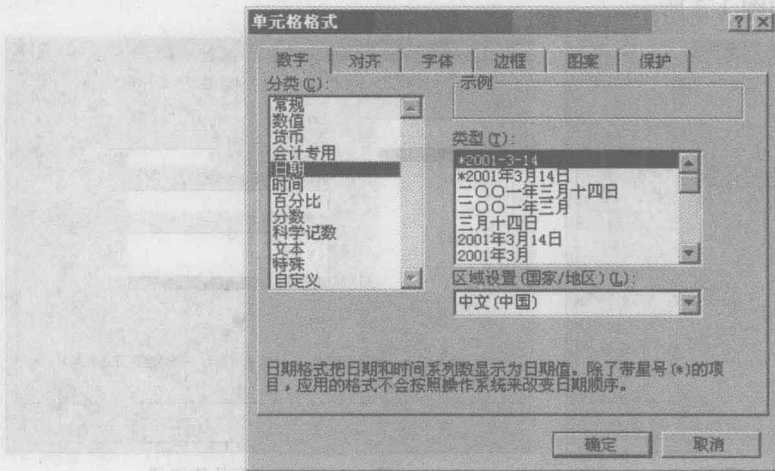 单元格格式
数字 对齐 字体 边框 图案 保护
分类(C):
常规
数值
货币
会计专用
日期
时间
百分比
分数
科学记数
文本
特殊
自定义
示例
类型(T):
*2001-3-14
*2001年3月14日
二〇〇一年三月十四日
二〇〇一年三月
三月十四日
2001年3月14日
2001年3月
区域设置(国家/地区)(L):
中文(中国)
日期格式把日期和时间系列数显示为日期值。除了带星号(*)的项
目，应用的格式不会按照操作系统来改变日期顺序。
确定 取消